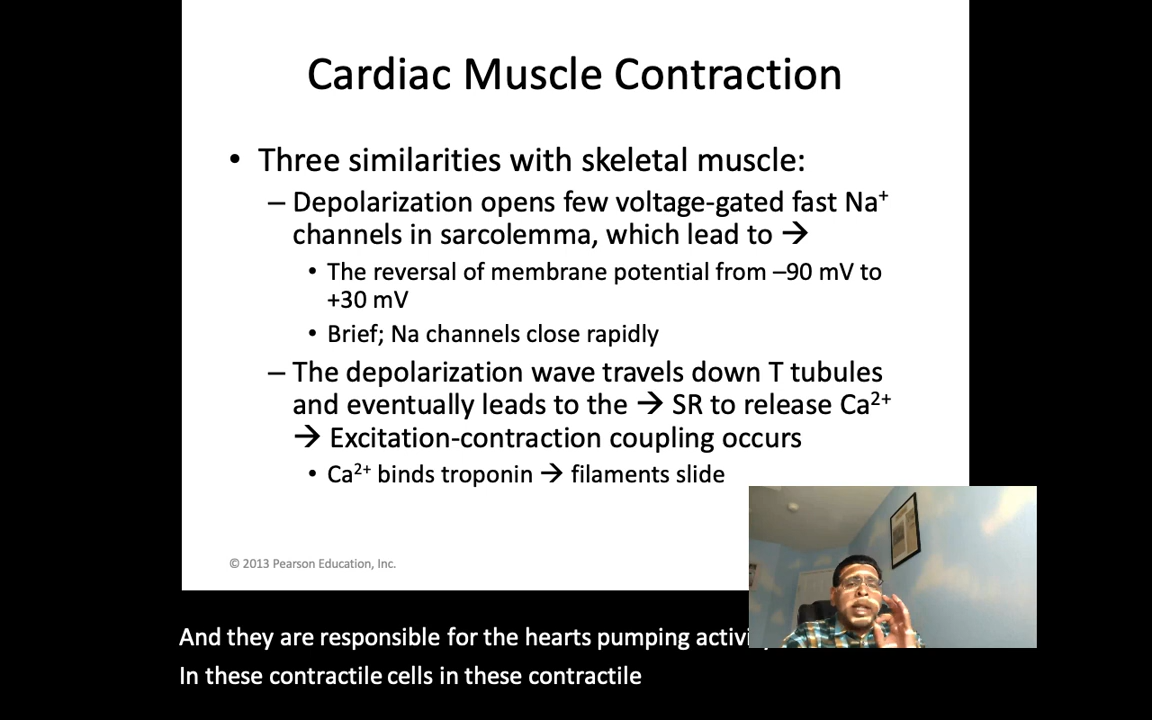 Cardiac Muscle Contraction
• Three similarities with skeletal muscle:
– Depolarization opens few voltage-gated fast Na⁺
channels in sarcolemma, which lead to →
• The reversal of membrane potential from –90 mV to
+30 mV
• Brief; Na channels close rapidly
– The depolarization wave travels down T tubules
and eventually leads to the → SR to release Ca²⁺
→ Excitation-contraction coupling occurs
• Ca²⁺ binds troponin → filaments slide
© 2013 Pearson Education, Inc.
And they are responsible for the hearts pumping
In these contractile cells in these contractile